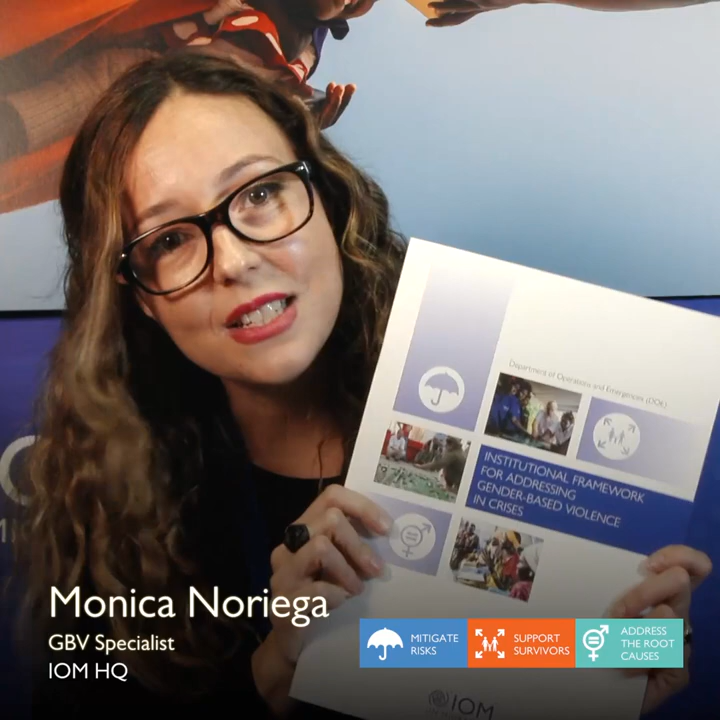 Department of Operations and Emergencies (DOE)
INSTITUTIONAL FRAMEWORK
FOR ADDRESSING
GENDER-BASED VIOLENCE
IN CRISES
Monica Noriega
GBV Specialist
IOM HQ
MITIGATE
RISKS
SUPPORT
SURVIVORS
ADDRESS
THE ROOT
CAUSES
IOM